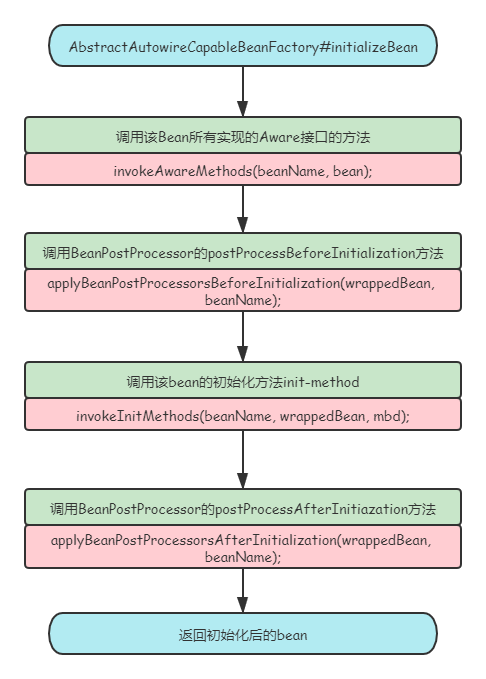 AbstractAutowireCapableBeanFactory#initializeBean
调用该Bean所有实现的Aware接口的方法
invokeAwareMethods(beanName, bean);
调用BeanPostProcessor的postProcessBeforeInitialization方法
applyBeanPostProcessorsBeforeInitialization(wrappedBean,
beanName);
调用该bean的初始化方法init-method
invokeInitMethods(beanName, wrappedBean, mbd);
调用BeanPostProcessor的postProcessAfterInitiazation方法
applyBeanPostProcessorsAfterInitialization(wrappedBean,
beanName);
返回初始化后的bean